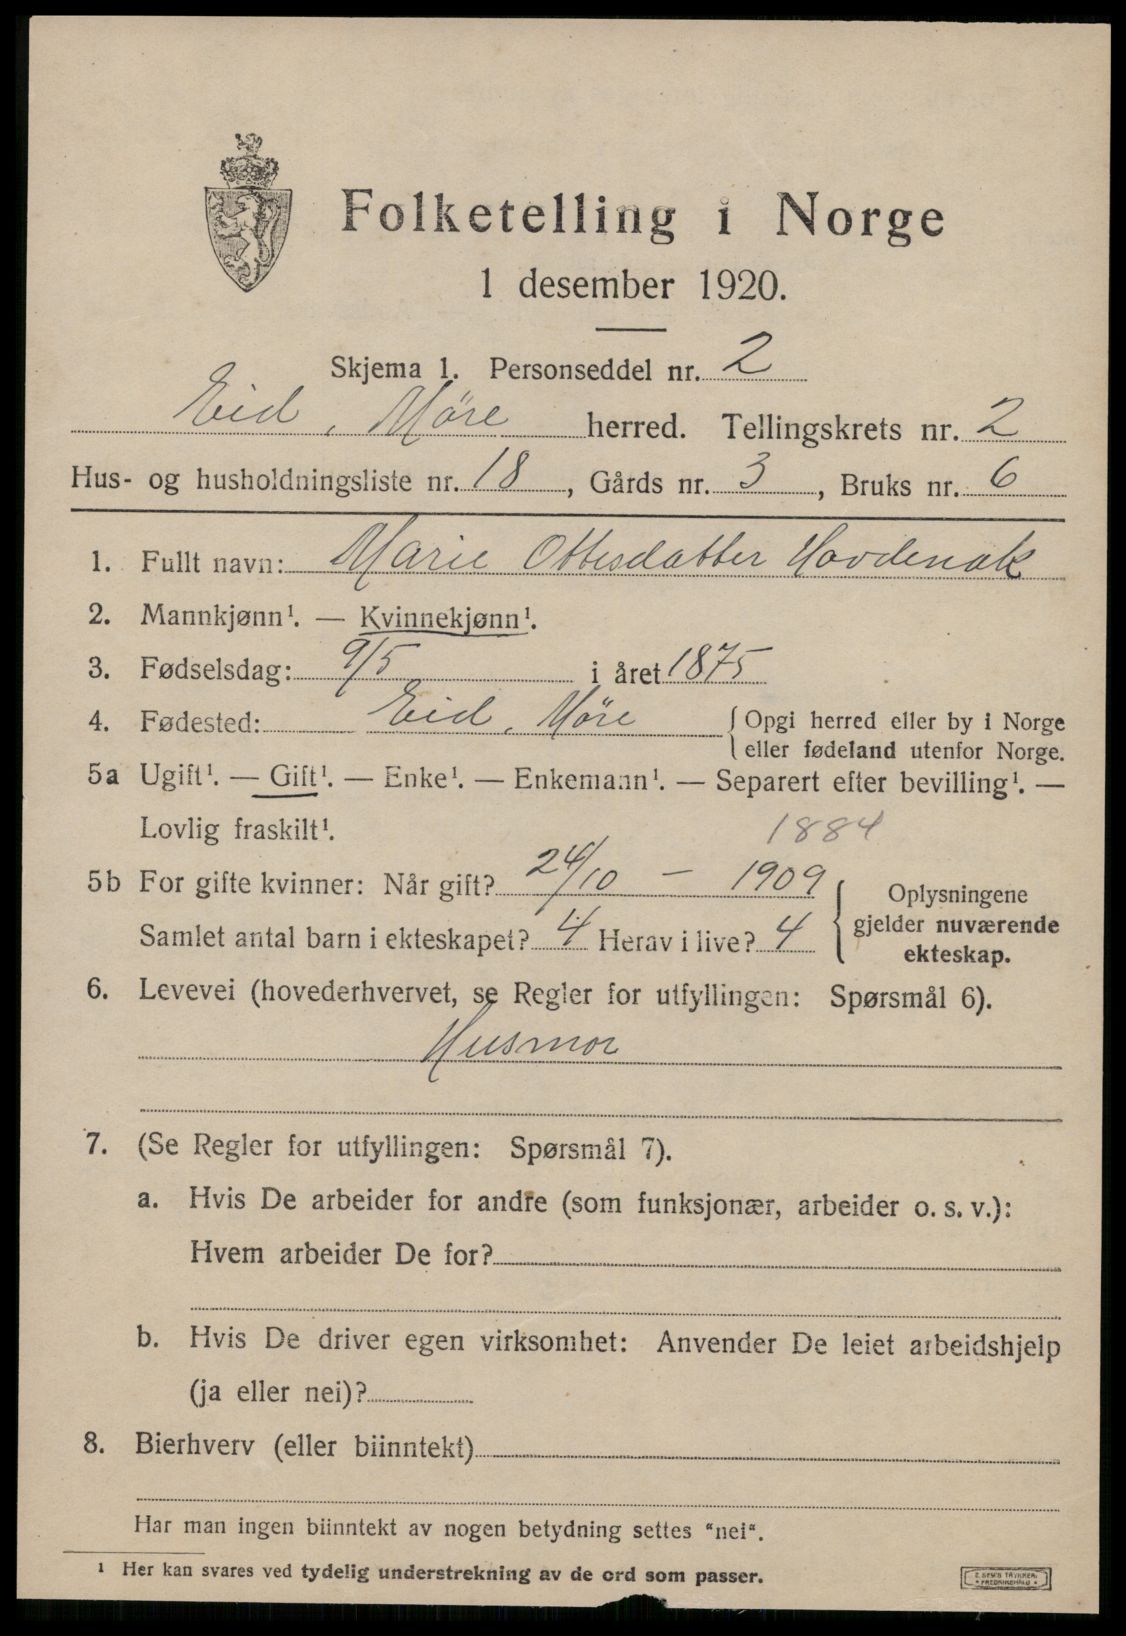 Folketelling i Norge
1 desember 1920.
Skjema 1. Personseddel nr. 2
Eid, Møre herred. Tellingskrets nr. 2
Hus- og husholdningsliste nr. 18, Gårds nr. 3, Bruks nr. 6
1. Fullt navn: Marie Ottesdatter Hovdenak
2. Mannkjønn¹. — Kvinnekjønn¹.
3. Fødselsdag: 9/5 i året 1875
4. Fødested: Eid, Møre { Opgi herred eller by i Norge
eller fødeland utenfor Norge.
5a Ugift¹. — Gift¹. — Enke¹. — Enkemann¹. — Separert efter bevilling¹. —
Lovlig fraskilt¹.
1884
5b For gifte kvinner: Når gift? 24/10 - 1909
Samlet antal barn i ekteskapet? 4 Herav i live? 4
{ Oplysningene
gjelder nuværende
ekteskap.
6. Levevei (hovederhvervet, se Regler for utfyllingen: Spørsmål 6).
Husmor
7. (Se Regler for utfyllingen: Spørsmål 7).
a. Hvis De arbeider for andre (som funksjonær, arbeider o. s. v.):
Hvem arbeider De for?
b. Hvis De driver egen virksomhet: Anvender De leiet arbeidshjelp
(ja eller nei)?
8. Bierhverv (eller biinntekt)
Har man ingen biinntekt av nogen betydning settes "nei".
¹ Her kan svares ved tydelig understrekning av de ord som passer.
E. SEM'S TRYKKERI
FREDRIKSHALD